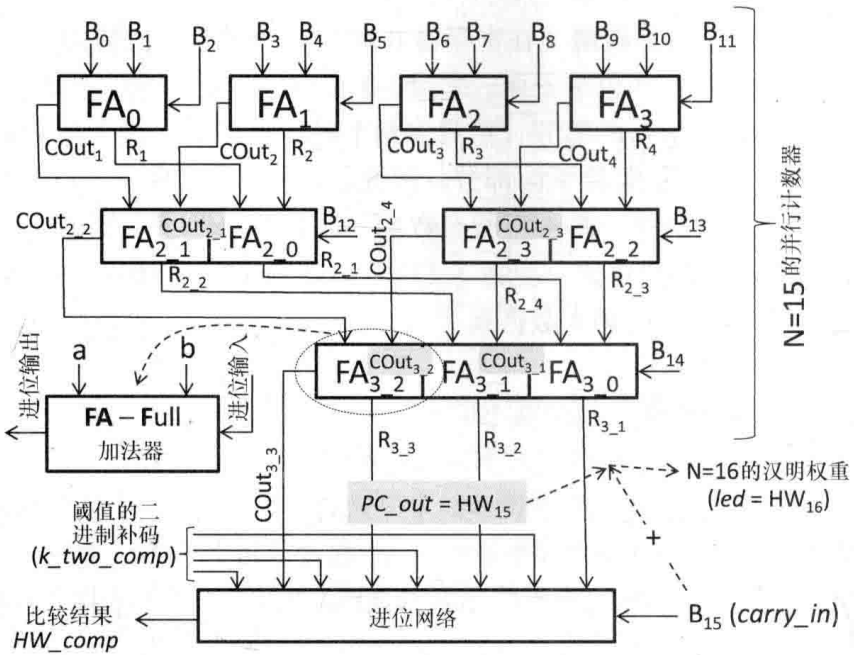 B0 B1 B2 B3 B4 B5 B6 B7 B8 B9 B10 B11
FA0 FA1 FA2 FA3
COut1 R1 COut2 R2 COut3 R3 COut4 R4
COut2_2 FA2_1 COut2_1 FA2_0 B12 COut2_4 FA2_3 COut2_3 FA2_2 B13
R2_2 R2_1 R2_4 R2_3
N=15的并行计数器
进位输出 a b 进位输入
FA – Full
加法器
FA3_2 COut3_2 FA3_1 COut3_1 FA3_0 B14
COut3_3 R3_3 R3_2 R3_1
PC_out = HW15
N=16的汉明权重
(led = HW16)
阈值的二
进制补码
(k_two_comp)
+
比较结果
HW_comp
进位网络
B15 (carry_in)